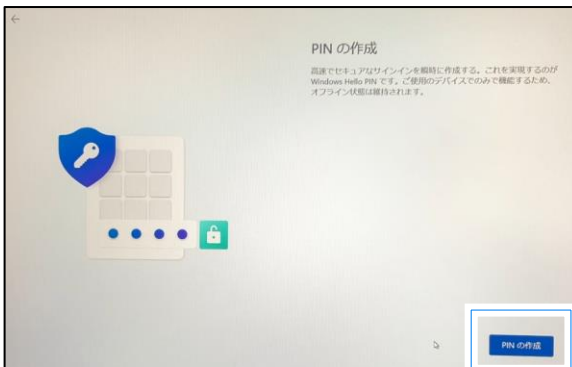 PIN の作成
高速でセキュアなサインインを瞬時に作成する。これを実現するのが
Windows Hello PIN です。ご使用のデバイスでのみで機能するため、
オフライン状態は維持されます。
PIN の作成